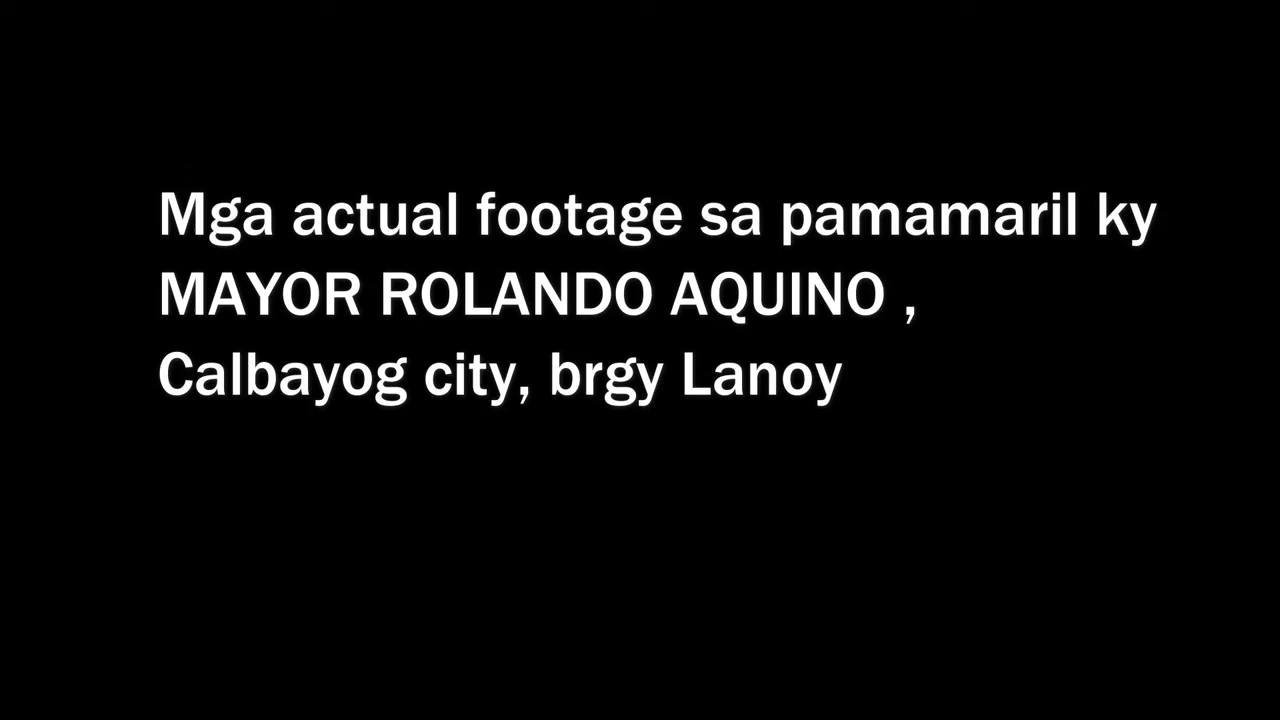 Mga actual footage sa pamamaril ky
MAYOR ROLANDO AQUINO ,
Calbayog city, brgy Lanoy